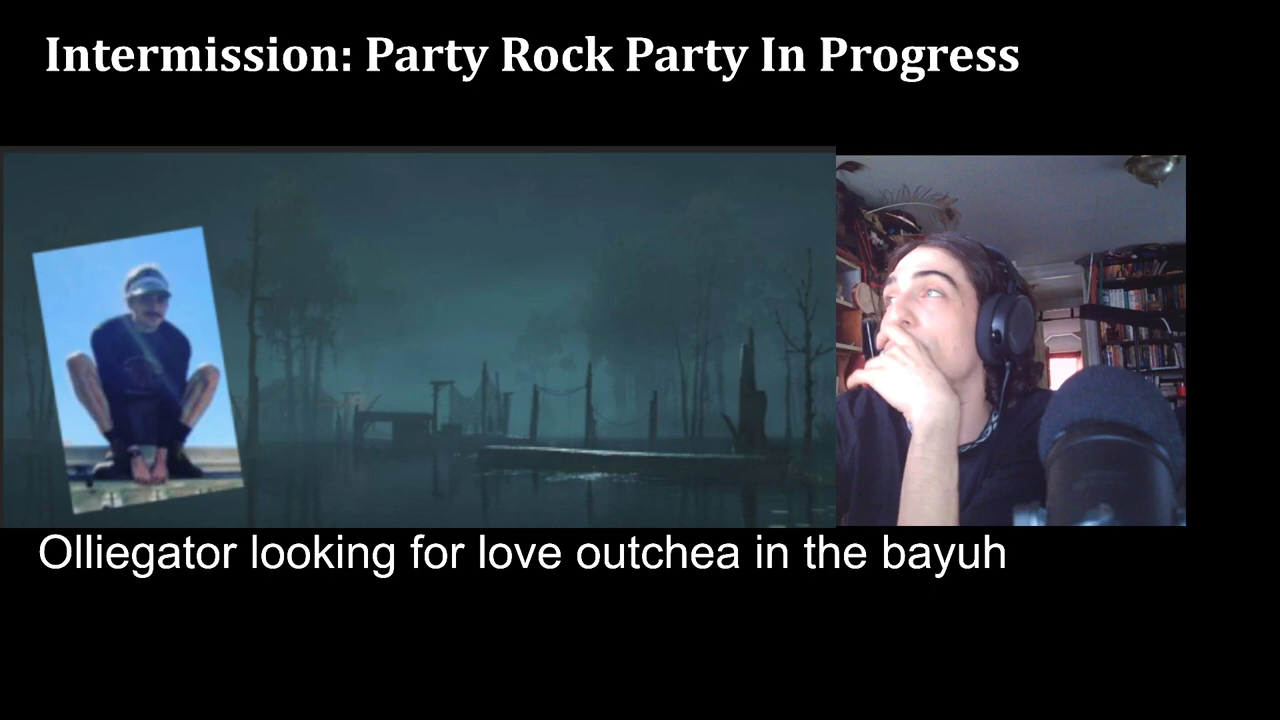 Intermission: Party Rock Party In Progress
Olliegator looking for love outchea in the bayuh